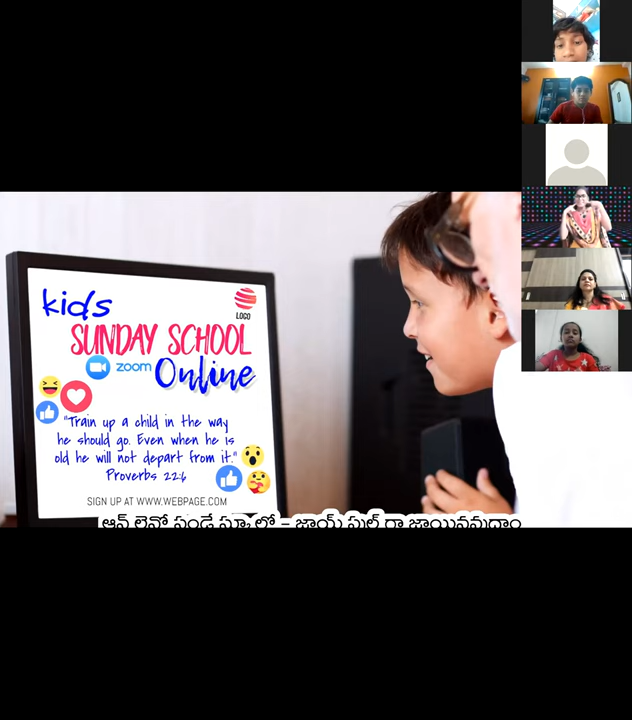 kids
LOGO
SUNDAY SCHOOL
zoom Online
"Train up a child in the way
he should go. Even when he is
old he will not depart from it."
Proverbs 22:6
SIGN UP AT WWW.WEBPAGE.COM
ఆన్ లైన్లో సండే స్కూల్లో – జాయ్ ఫుల్ గా జాయినవుదాం